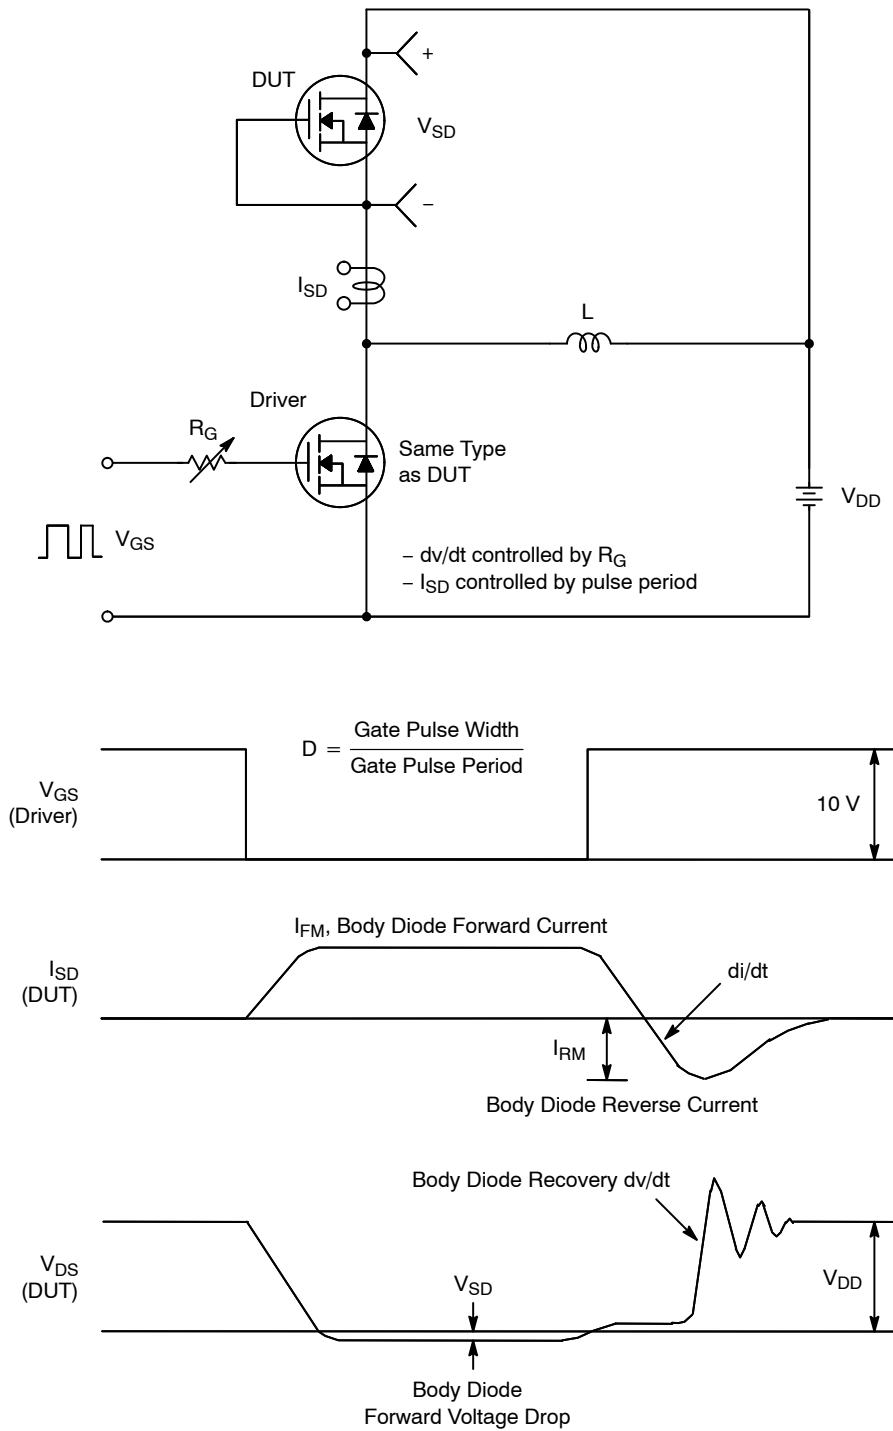 +
DUT
V_SD
−
I_SD
L
Driver
R_G
Same Type
as DUT
V_DD
V_GS
− dv/dt controlled by R_G
− I_SD controlled by pulse period
D = Gate Pulse Width
Gate Pulse Period
V_GS
(Driver)
10 V
I_FM, Body Diode Forward Current
I_SD
(DUT)
di/dt
I_RM
Body Diode Reverse Current
Body Diode Recovery dv/dt
V_DS
(DUT)
V_SD
V_DD
Body Diode
Forward Voltage Drop